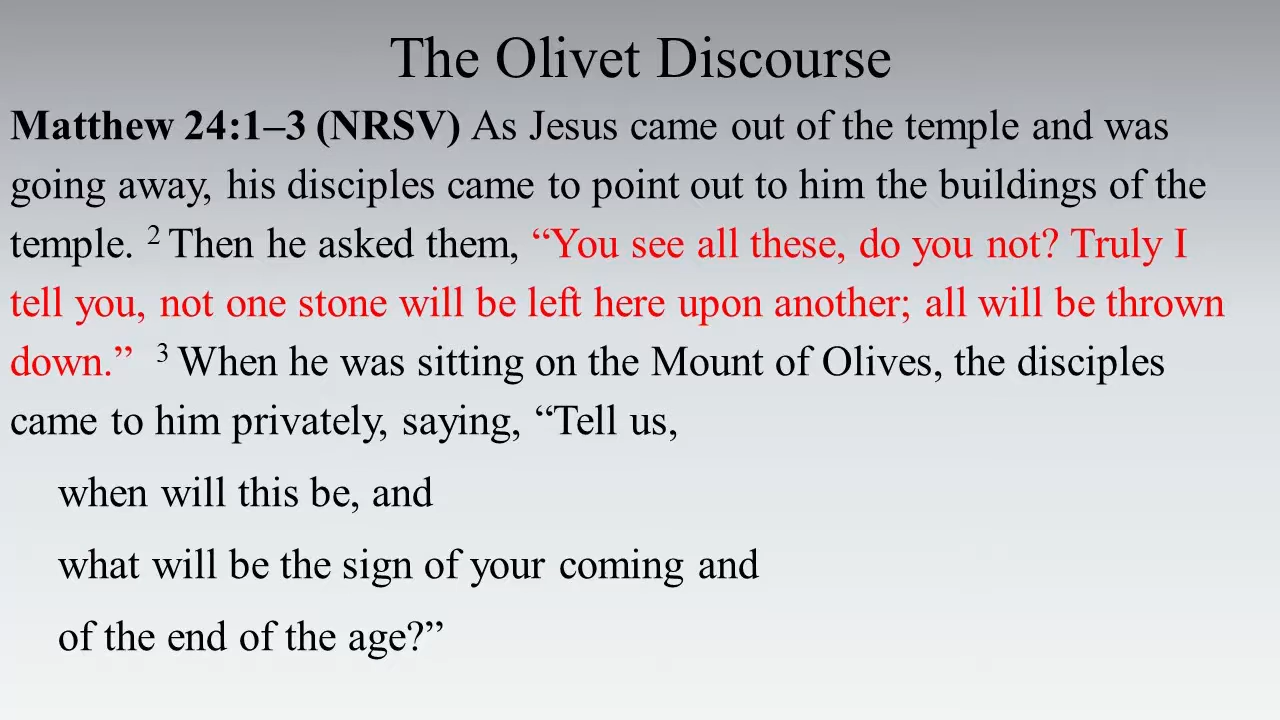 The Olivet Discourse
Matthew 24:1–3 (NRSV) As Jesus came out of the temple and was
going away, his disciples came to point out to him the buildings of the
temple. ² Then he asked them, “You see all these, do you not? Truly I
tell you, not one stone will be left here upon another; all will be thrown
down.” ³ When he was sitting on the Mount of Olives, the disciples
came to him privately, saying, “Tell us,
when will this be, and
what will be the sign of your coming and
of the end of the age?”